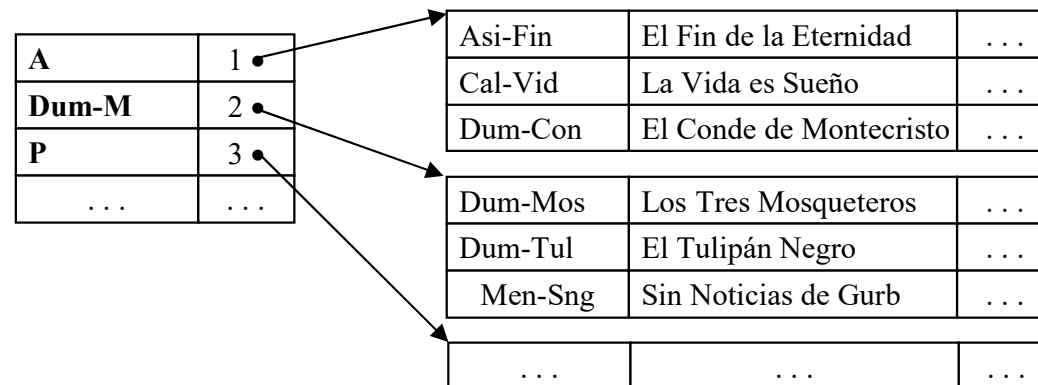 A 1
Dum-M 2
P 3
. . . . . .
Asi-Fin El Fin de la Eternidad . . .
Cal-Vid La Vida es Sueño . . .
Dum-Con El Conde de Montecristo . . .
Dum-Mos Los Tres Mosqueteros . . .
Dum-Tul El Tulipán Negro . . .
Men-Sng Sin Noticias de Gurb . . .
. . . . . . . . .